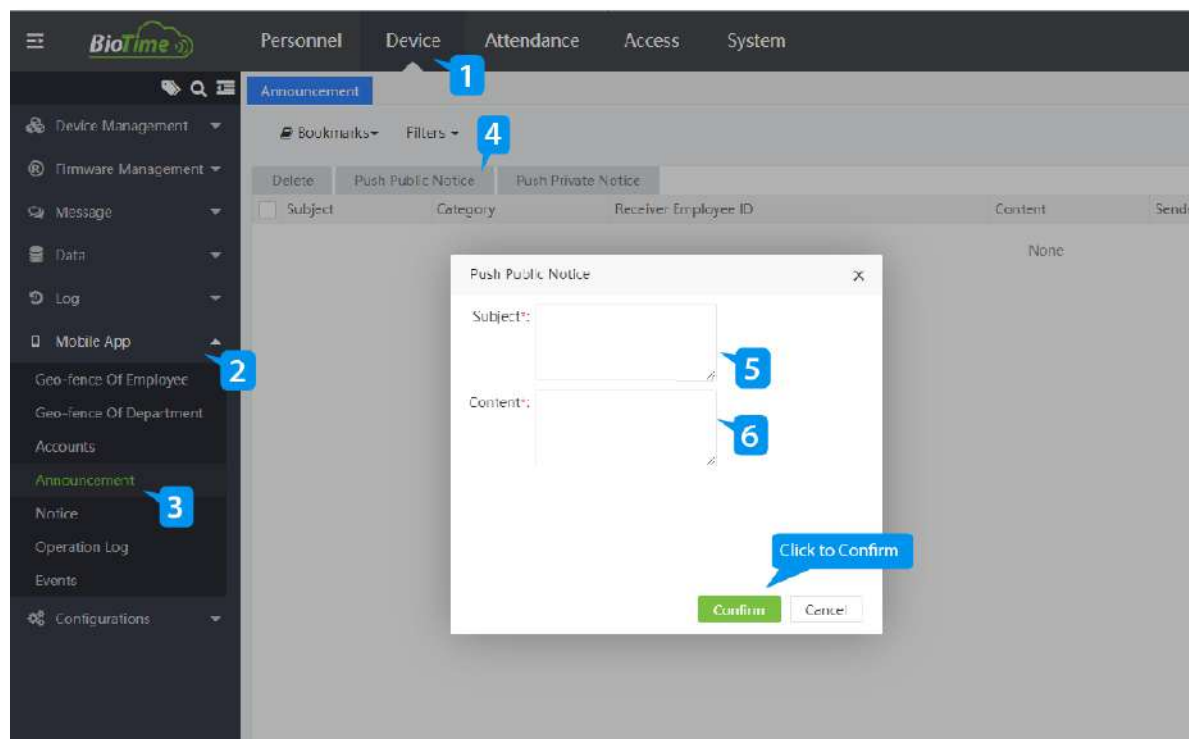 BioTime
Personnel Device Attendance Access System
1
Announcement
Device Management
Bookmarks Filters
4
Firmware Management
Delete Push Public Notice Push Private Notice
Message
Subject Category Receiver Employee ID Content Send
Data
None
Push Public Notice x
Log
Subject*:
Mobile App
5
2
Geo-fence Of Employee
Content*:
Geo-fence Of Department
6
Accounts
Announcement
3
Notice
Operation Log
Click to Confirm
Events
Confirm Cancel
Configurations